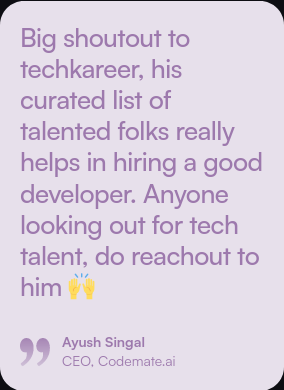 Big shoutout to
techkareer, his
curated list of
talented folks really
helps in hiring a good
developer. Anyone
looking out for tech
talent, do reachout to
him 🙌
Ayush Singal
CEO, Codemate.ai